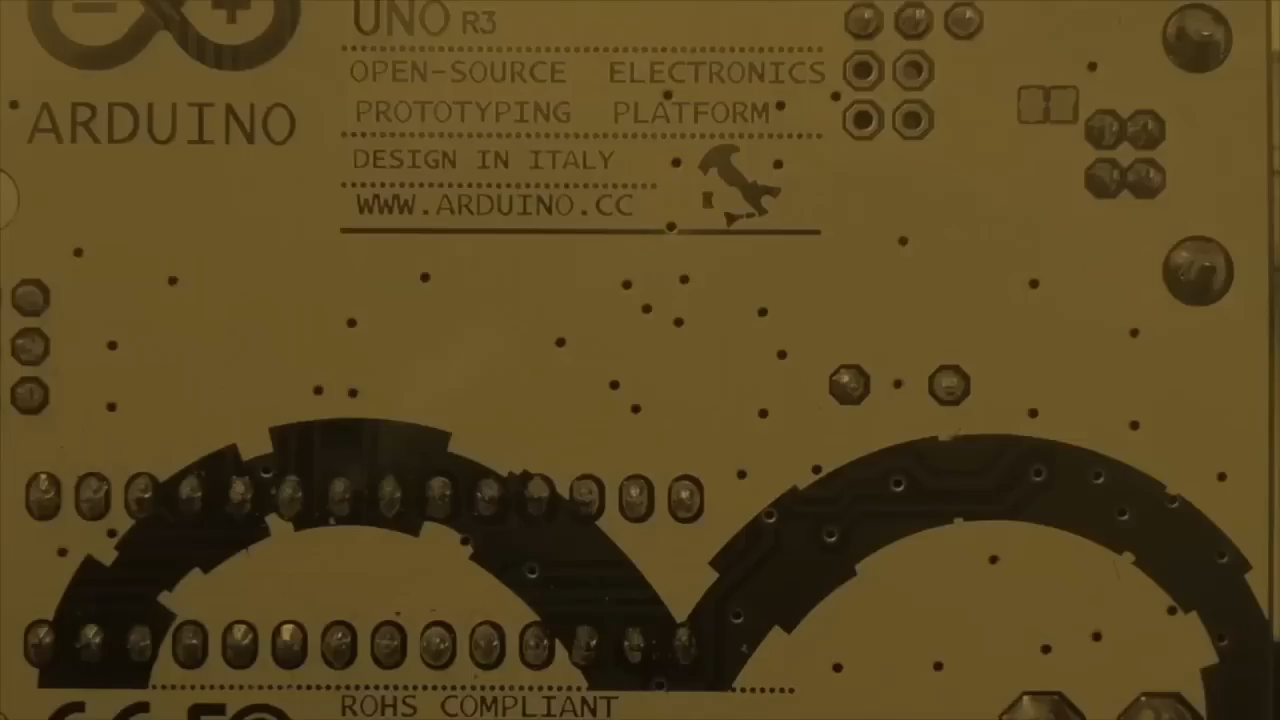 UNO R3
OPEN-SOURCE ELECTRONICS
PROTOTYPING PLATFORM
ARDUINO
DESIGN IN ITALY
WWW.ARDUINO.CC
ROHS COMPLIANT